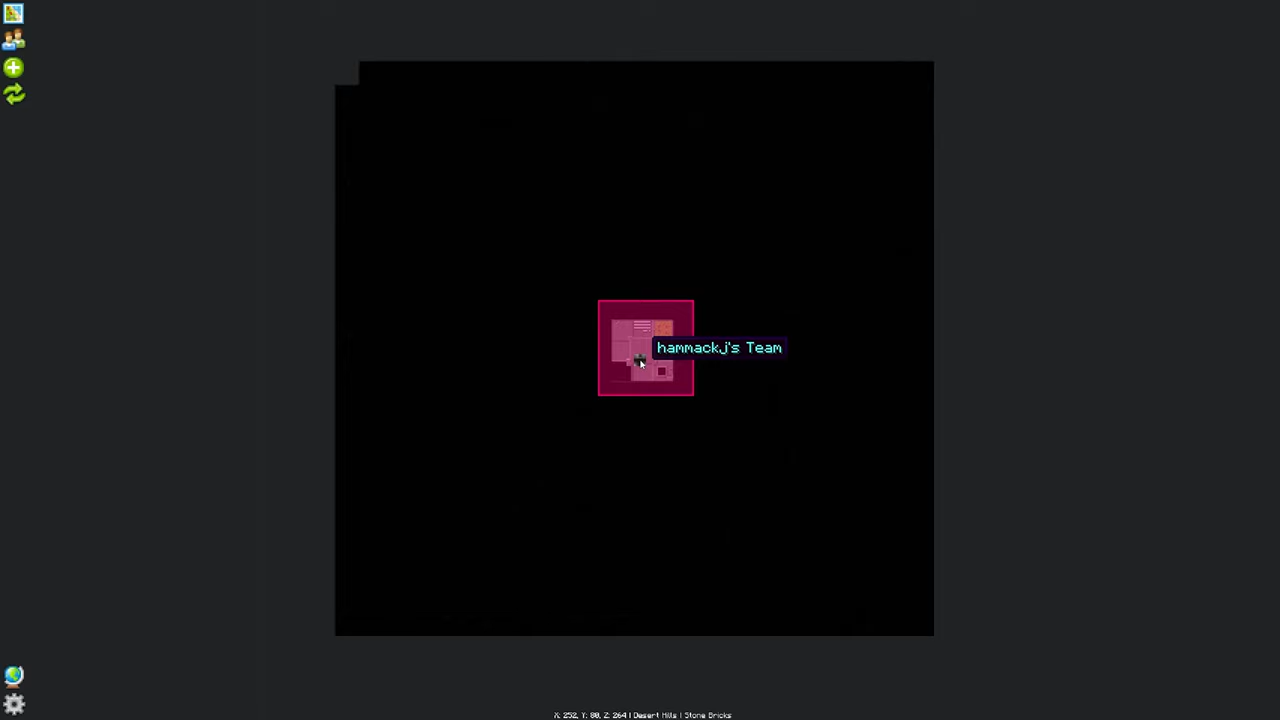 hammackj's Team
X: 252, Y: 80, Z: 264 | Desert Hills | Stone Bricks